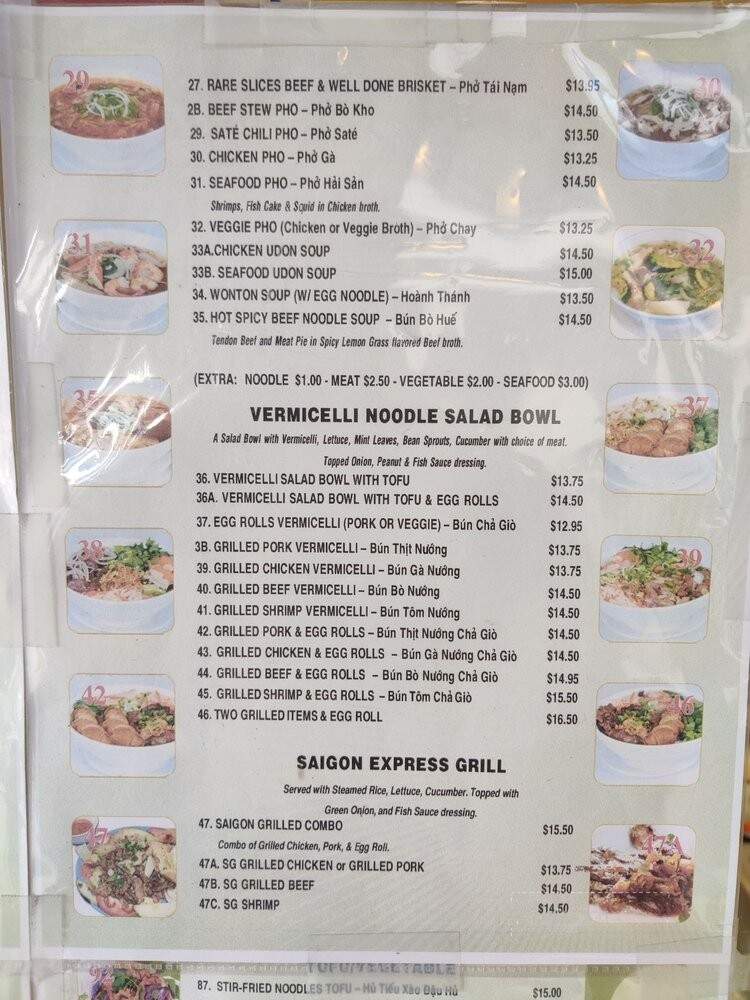 29
30
27. RARE SLICES BEEF & WELL DONE BRISKET – Phở Tái Nạm $13.95
2B. BEEF STEW PHO – Phở Bò Kho $14.50
29. SATÉ CHILI PHO – Phở Saté $13.50
30. CHICKEN PHO – Phở Gà $13.25
31. SEAFOOD PHO – Phở Hải Sản $14.50
Shrimps, Fish Cake & Squid in Chicken broth.
31
32
32. VEGGIE PHO (Chicken or Veggie Broth) – Phở Chay $13.25
33A.CHICKEN UDON SOUP $14.50
33B. SEAFOOD UDON SOUP $15.00
34. WONTON SOUP (W/ EGG NOODLE) – Hoành Thánh $13.50
35. HOT SPICY BEEF NOODLE SOUP – Bún Bò Huế $14.50
Tendon Beef and Meat Pie in Spicy Lemon Grass flavored Beef broth.
(EXTRA: NOODLE $1.00 - MEAT $2.50 - VEGETABLE $2.00 - SEAFOOD $3.00)
35
37
VERMICELLI NOODLE SALAD BOWL
A Salad Bowl with Vermicelli, Lettuce, Mint Leaves, Bean Sprouts, Cucumber with choice of meat.
Topped Onion, Peanut & Fish Sauce dressing.
36. VERMICELLI SALAD BOWL WITH TOFU $13.75
36A. VERMICELLI SALAD BOWL WITH TOFU & EGG ROLLS $14.50
37. EGG ROLLS VERMICELLI (PORK OR VEGGIE) – Bún Chả Giò $12.95
38
39
3B. GRILLED PORK VERMICELLI – Bún Thịt Nướng $13.75
39. GRILLED CHICKEN VERMICELLI – Bún Gà Nướng $13.75
40. GRILLED BEEF VERMICELLI – Bún Bò Nướng $14.50
41. GRILLED SHRIMP VERMICELLI – Bún Tôm Nướng $14.50
42. GRILLED PORK & EGG ROLLS – Bún Thịt Nướng Chả Giò $14.50
43. GRILLED CHICKEN & EGG ROLLS – Bún Gà Nướng Chả Giò $14.50
44. GRILLED BEEF & EGG ROLLS – Bún Bò Nướng Chả Giò $14.95
45. GRILLED SHRIMP & EGG ROLLS – Bún Tôm Chả Giò $15.50
46. TWO GRILLED ITEMS & EGG ROLL $16.50
42
46
SAIGON EXPRESS GRILL
Served with Steamed Rice, Lettuce, Cucumber. Topped with
Green Onion, and Fish Sauce dressing.
47. SAIGON GRILLED COMBO $15.50
Combo of Grilled Chicken, Pork, & Egg Roll.
47
47A
47A. SG GRILLED CHICKEN or GRILLED PORK $13.75
47B. SG GRILLED BEEF $14.50
47C. SG SHRIMP $14.50
TOFU/VEGETABLE
87. STIR-FRIED NOODLES TOFU – Hủ Tiếu Xào Đậu Hủ $15.00